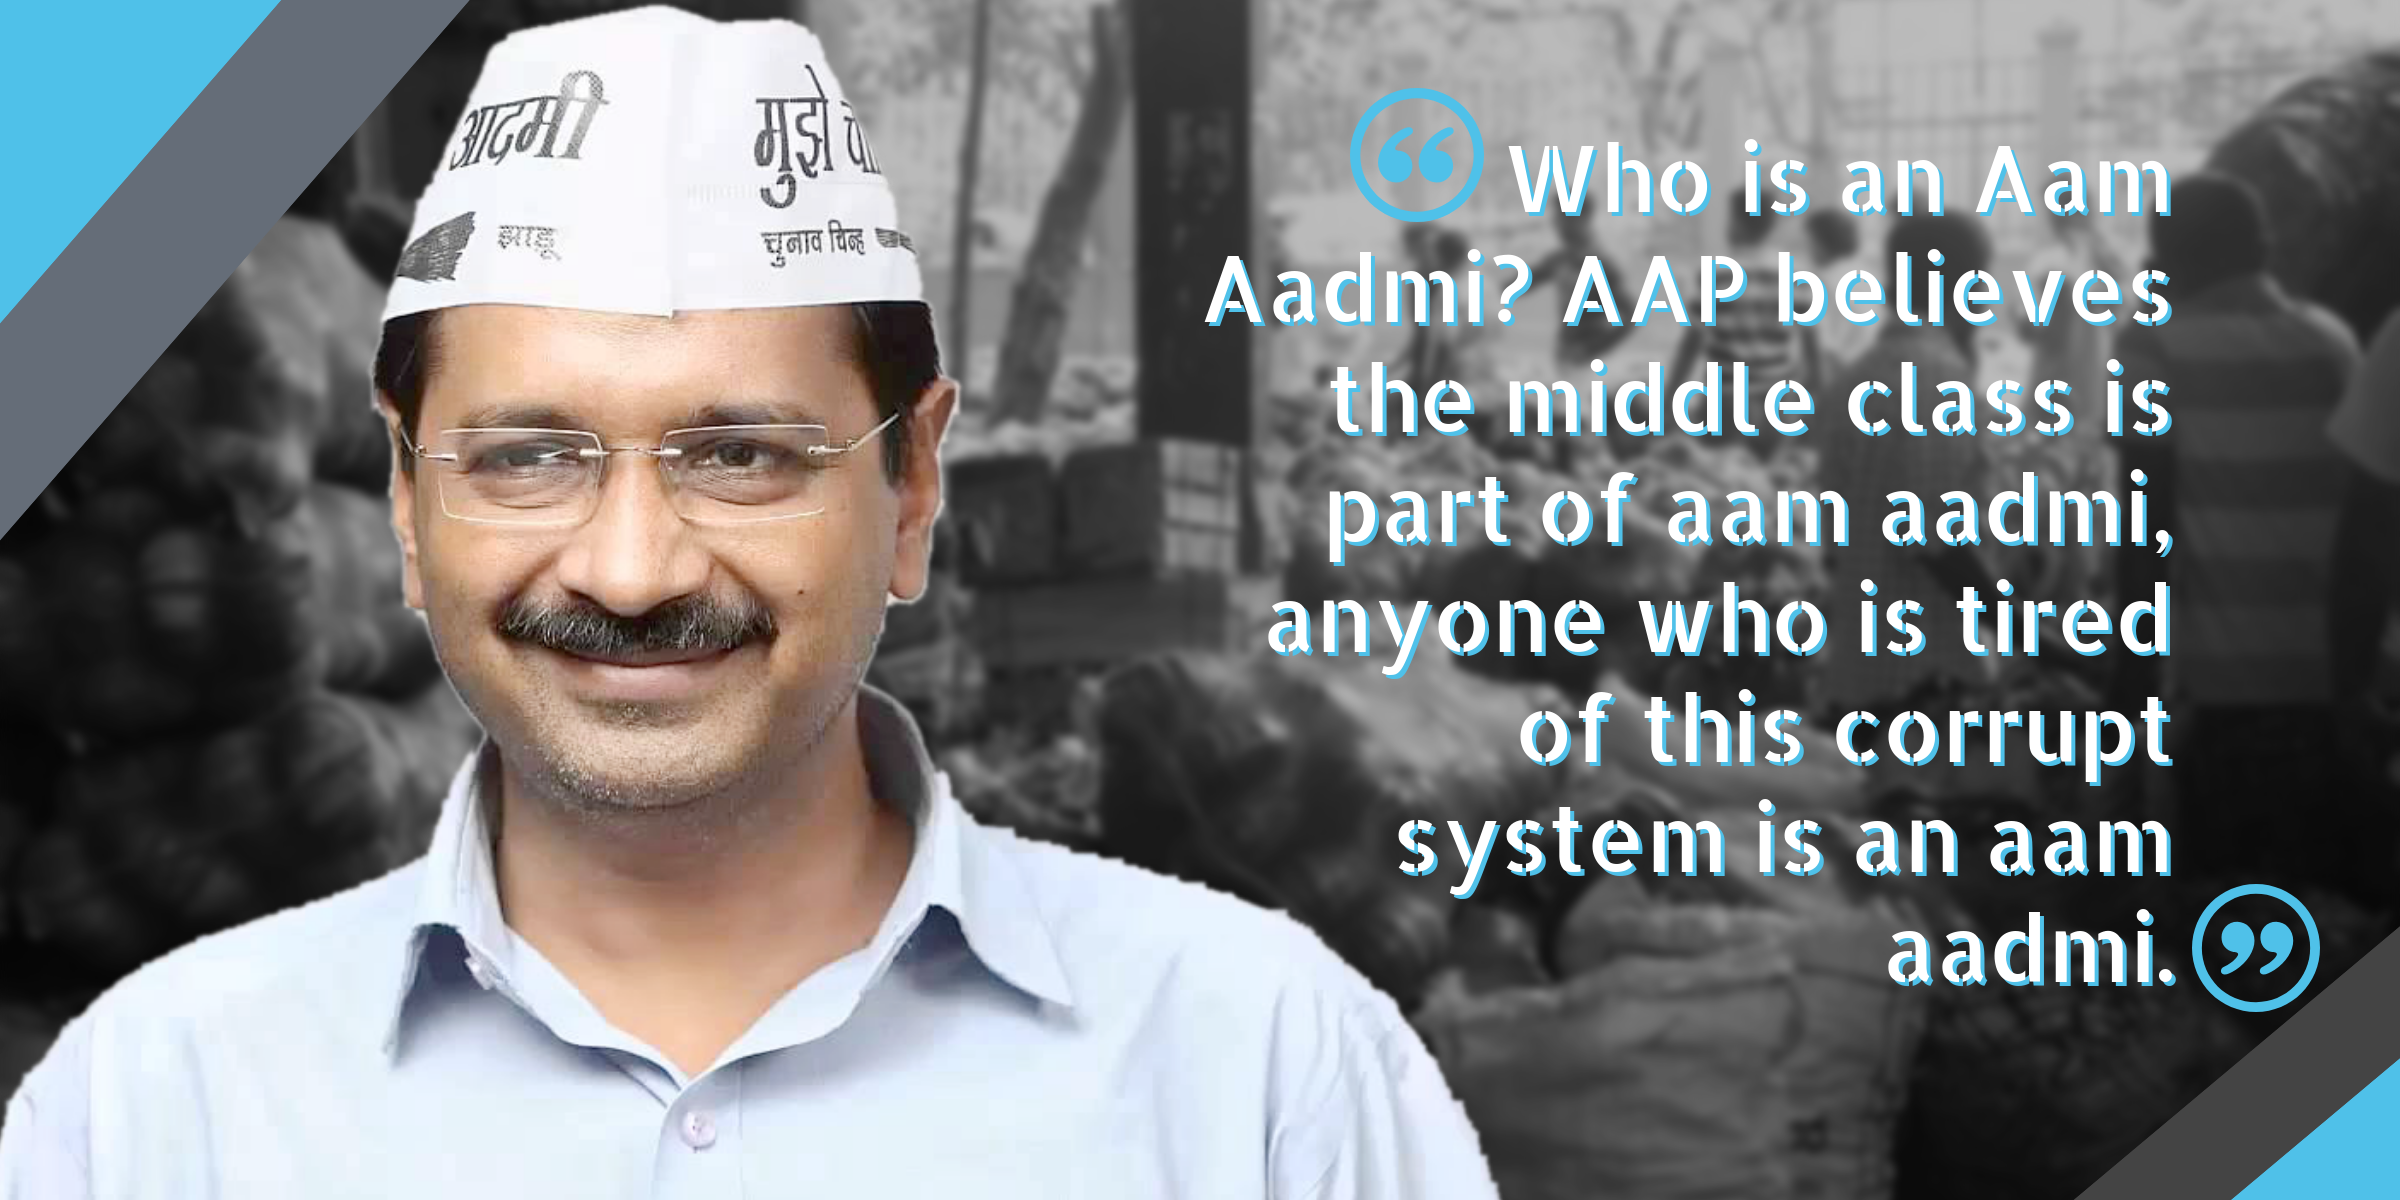 आदमी
झाडू
मुझे
चुनाव चिन्ह
“ Who is an Aam
Aadmi? AAP believes
the middle class is
part of aam aadmi,
anyone who is tired
of this corrupt
system is an aam
aadmi. ”